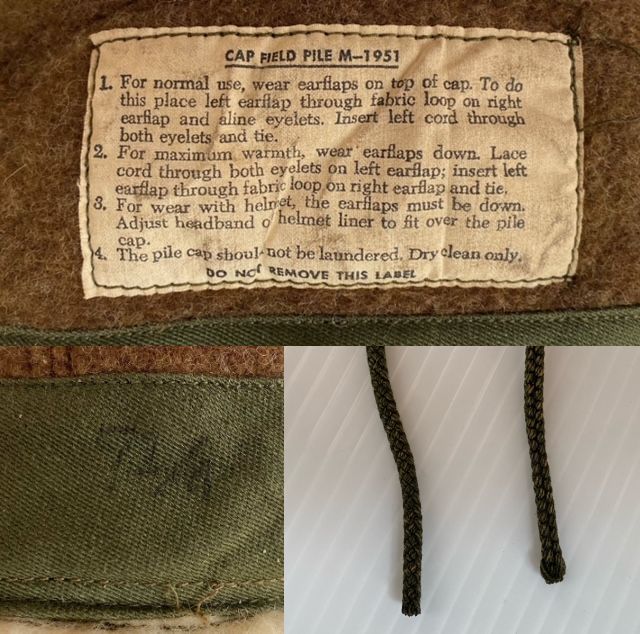 CAP FIELD PILE M-1951
1. For normal use, wear earflaps on top of cap. To do
this place left earflap through fabric loop on right
earflap and aline eyelets. Insert left cord through
both eyelets and tie.
2. For maximum warmth, wear earflaps down. Lace
cord through both eyelets on left earflap; insert left
earflap through fabric loop on right earflap and tie.
3. For wear with helmet, the earflaps must be down.
Adjust headband o helmet liner to fit over the pile
cap.
4. The pile cap shoul not be laundered. Dry clean only.
DO NOT REMOVE THIS LABEL